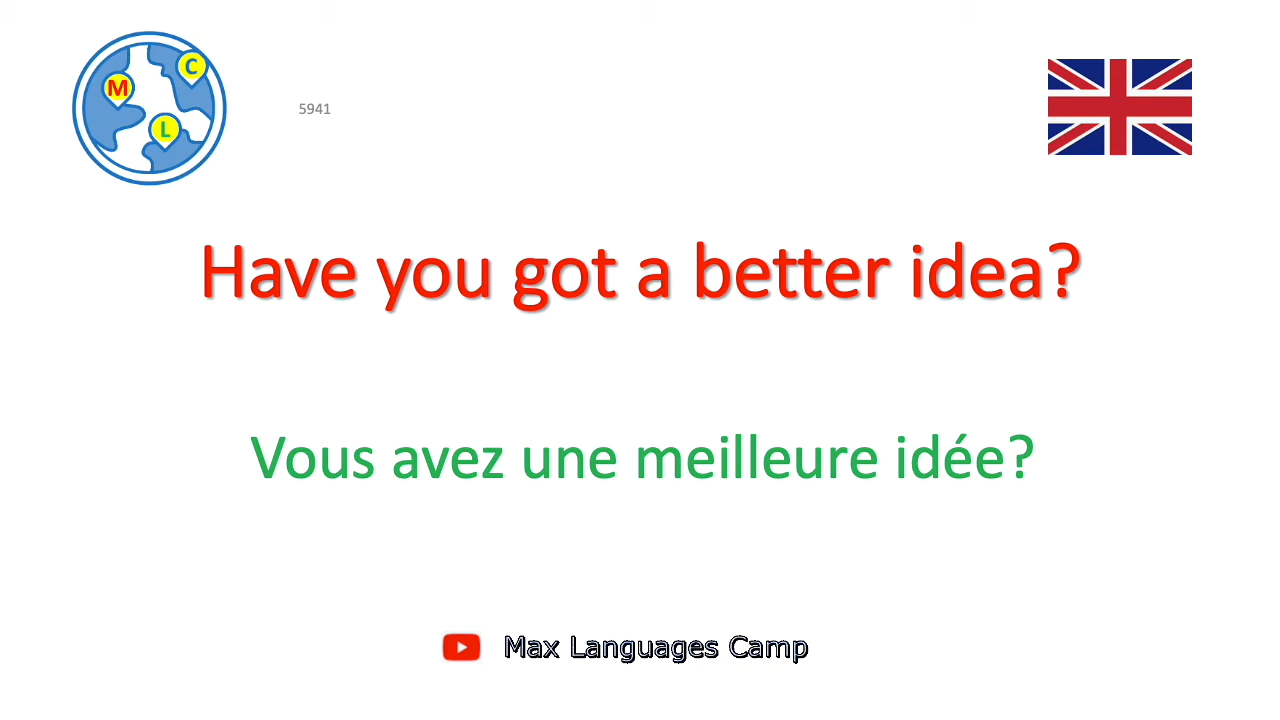 M
C
L
5941
Have you got a better idea?
Vous avez une meilleure idée?
Max Languages Camp